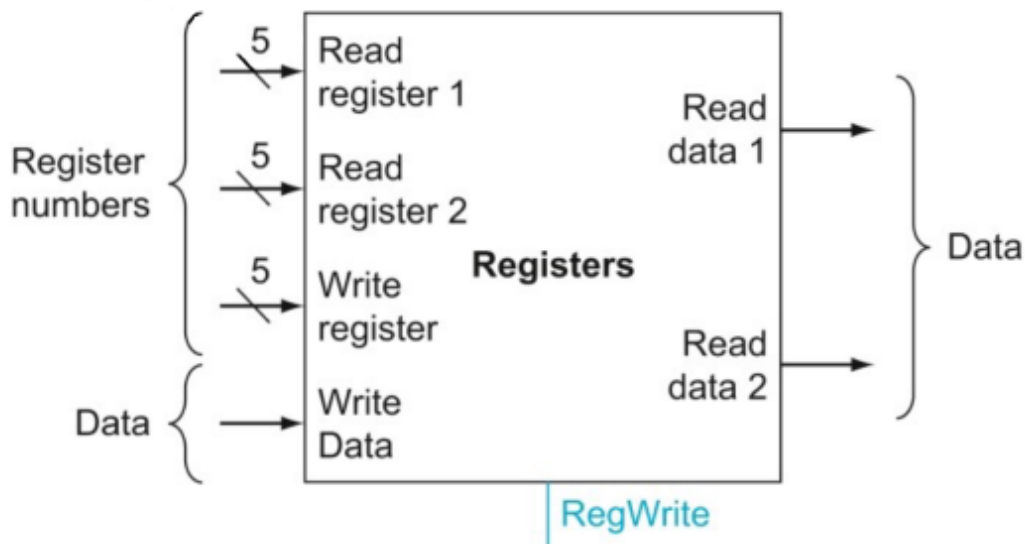 5
Read
register 1
Read
data 1
Register
numbers
5
Read
register 2
Data
Registers
5
Write
register
Read
data 2
Data
Write
Data
RegWrite